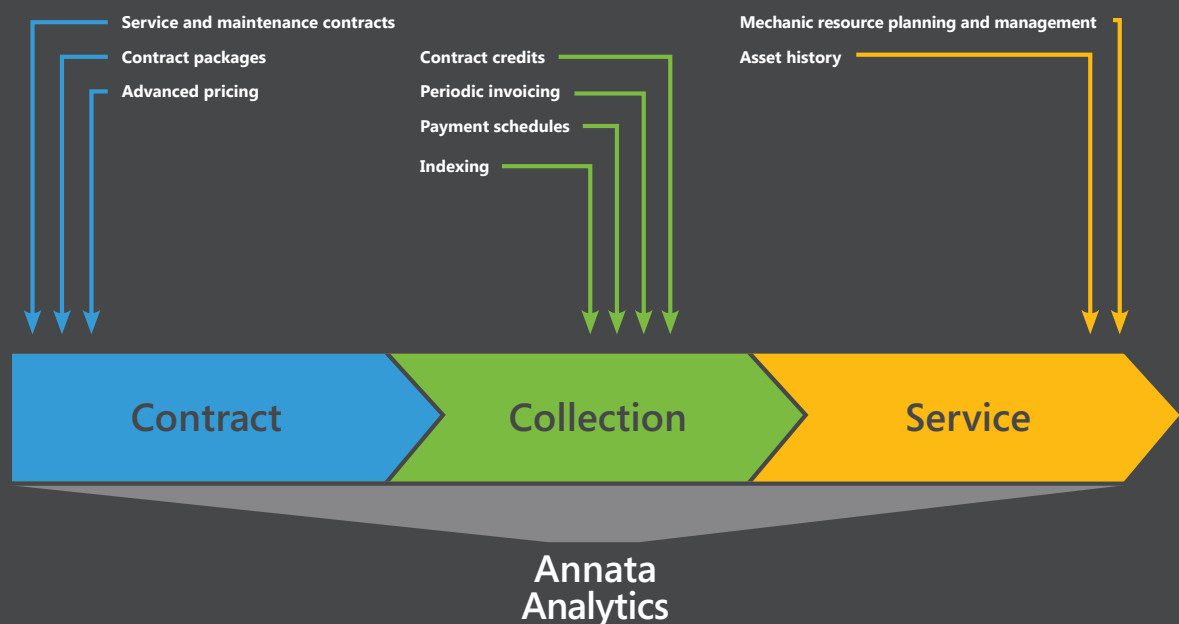 Service and maintenance contracts
Contract packages
Advanced pricing
Contract credits
Periodic invoicing
Payment schedules
Indexing
Mechanic resource planning and management
Asset history
Contract
Collection
Service
Annata
Analytics